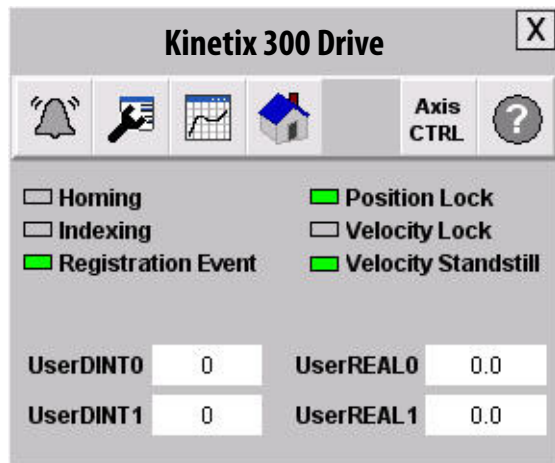 Kinetix 300 Drive
X
Axis
CTRL
?
Homing
Position Lock
Indexing
Velocity Lock
Registration Event
Velocity Standstill
UserDINT0 0
UserREAL0 0.0
UserDINT1 0
UserREAL1 0.0